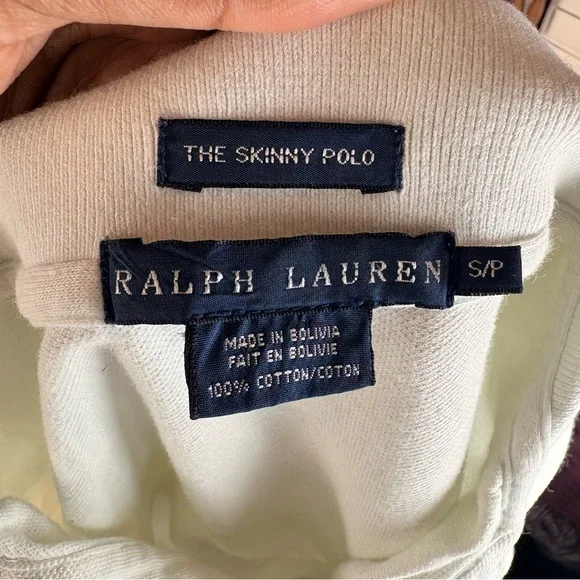 THE SKINNY POLO
RALPH LAUREN S/P
MADE IN BOLIVIA
FAIT EN BOLIVIE
100% COTTON/COTON